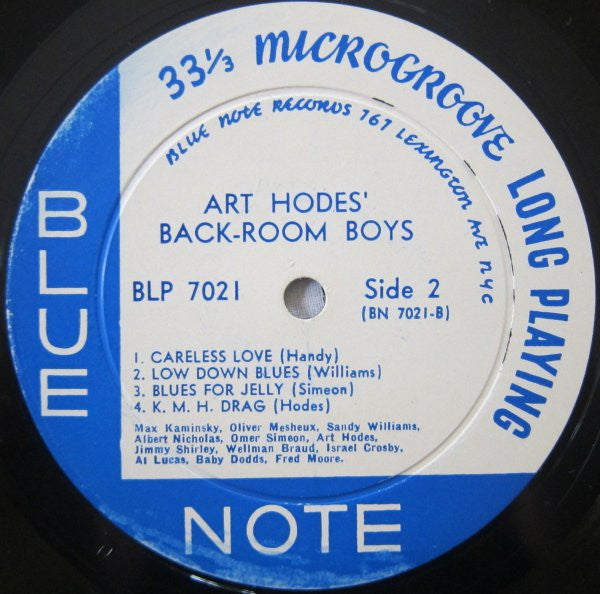 33⅓ MICROGROOVE LONG PLAYING
BLUE NOTE RECORDS 767 LEXINGTON AVE NYC
ART HODES'
BACK-ROOM BOYS
BLP 7021
Side 2
(BN 7021-B)
1. CARELESS LOVE (Handy)
2. LOW DOWN BLUES (Williams)
3. BLUES FOR JELLY (Simeon)
4. K. M. H. DRAG (Hodes)
Max Kaminsky, Oliver Mesheux, Sandy Williams,
Albert Nicholas, Omer Simeon, Art Hodes,
Jimmy Shirley, Wellman Braud, Israel Crosby,
Al Lucas, Baby Dodds, Fred Moore.
BLUE
NOTE